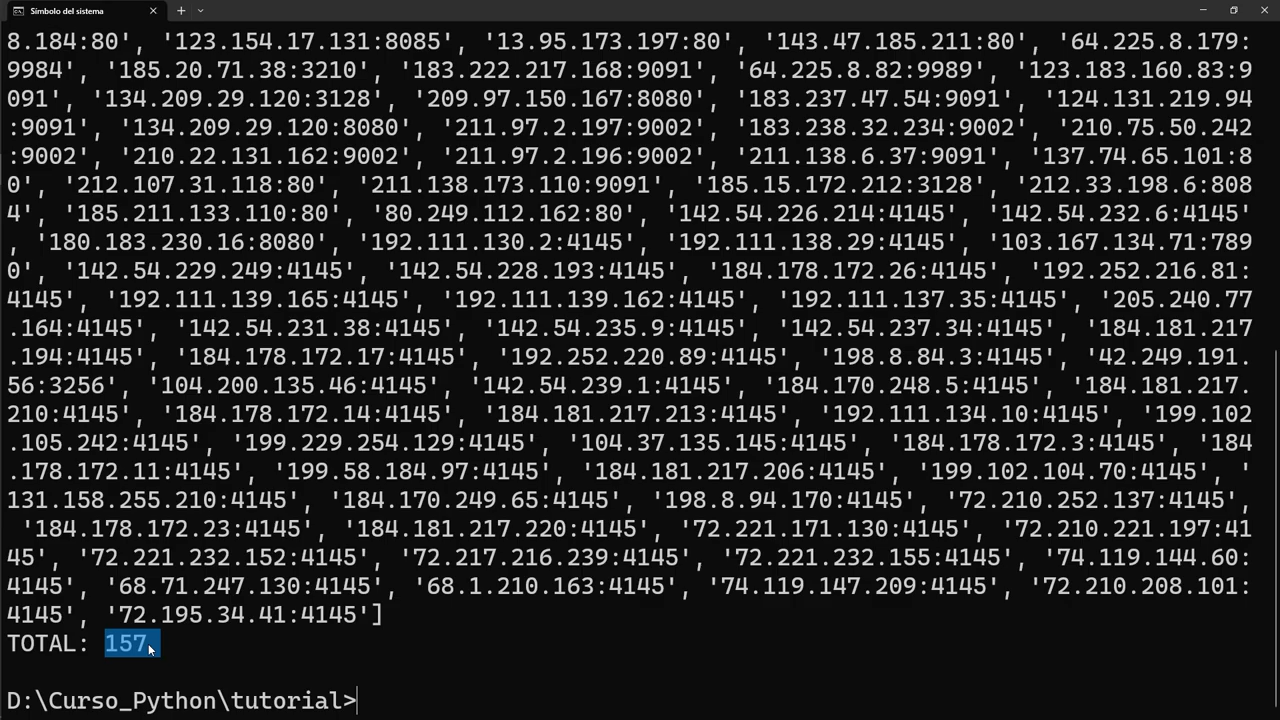 Símbolo del sistema
8.184:80', '123.154.17.131:8085', '13.95.173.197:80', '143.47.185.211:80', '64.225.8.179:
9984', '185.20.71.38:3210', '183.222.217.168:9091', '64.225.8.82:9989', '123.183.160.83:9
091', '134.209.29.120:3128', '209.97.150.167:8080', '183.237.47.54:9091', '124.131.219.94
:9091', '134.209.29.120:8080', '211.97.2.197:9002', '183.238.32.234:9002', '210.75.50.242
:9002', '210.22.131.162:9002', '211.97.2.196:9002', '211.138.6.37:9091', '137.74.65.101:8
0', '212.107.31.118:80', '211.138.173.110:9091', '185.15.172.212:3128', '212.33.198.6:808
4', '185.211.133.110:80', '80.249.112.162:80', '142.54.226.214:4145', '142.54.232.6:4145'
, '180.183.230.16:8080', '192.111.130.2:4145', '192.111.138.29:4145', '103.167.134.71:789
0', '142.54.229.249:4145', '142.54.228.193:4145', '184.178.172.26:4145', '192.252.216.81:
4145', '192.111.139.165:4145', '192.111.139.162:4145', '192.111.137.35:4145', '205.240.77
.164:4145', '142.54.231.38:4145', '142.54.235.9:4145', '142.54.237.34:4145', '184.181.217
.194:4145', '184.178.172.17:4145', '192.252.220.89:4145', '198.8.84.3:4145', '42.249.191.
56:3256', '104.200.135.46:4145', '142.54.239.1:4145', '184.170.248.5:4145', '184.181.217.
210:4145', '184.178.172.14:4145', '184.181.217.213:4145', '192.111.134.10:4145', '199.102
.105.242:4145', '199.229.254.129:4145', '104.37.135.145:4145', '184.178.172.3:4145', '184
.178.172.11:4145', '199.58.184.97:4145', '184.181.217.206:4145', '199.102.104.70:4145', '
131.158.255.210:4145', '184.170.249.65:4145', '198.8.94.170:4145', '72.210.252.137:4145',
 '184.178.172.23:4145', '184.181.217.220:4145', '72.221.171.130:4145', '72.210.221.197:41
45', '72.221.232.152:4145', '72.217.216.239:4145', '72.221.232.155:4145', '74.119.144.60:
4145', '68.71.247.130:4145', '68.1.210.163:4145', '74.119.147.209:4145', '72.210.208.101:
4145', '72.195.34.41:4145']
TOTAL: 157
D:\Curso_Python\tutorial>